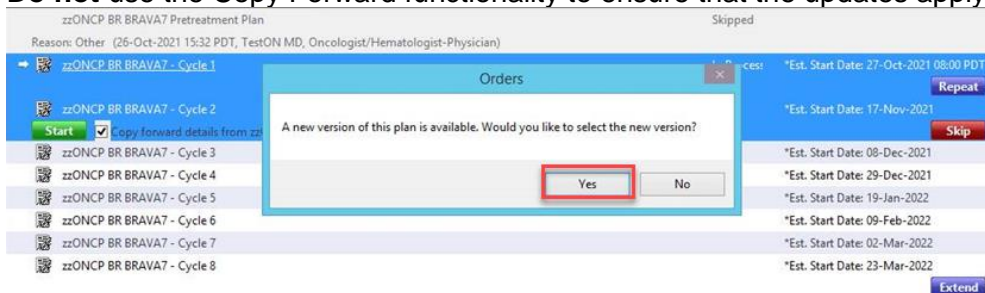 Do not use the Copy Forward functionality to ensure that the updates apply
zzONCP BR BRAVA7 Pretreatment Plan Skipped
Reason: Other (26-Oct-2021 15:32 PDT, TestON MD, Oncologist/Hematologist-Physician)
zzONCP BR BRAVA7 - Cycle 1 *Est. Start Date: 27-Oct-2021 08:00 PDT
Orders
Repeat
zzONCP BR BRAVA7 - Cycle 2 *Est. Start Date: 17-Nov-2021
A new version of this plan is available. Would you like to select the new version?
Start Copy forward details from Skip
zzONCP BR BRAVA7 - Cycle 3 *Est. Start Date: 08-Dec-2021
zzONCP BR BRAVA7 - Cycle 4 *Est. Start Date: 29-Dec-2021
Yes No
zzONCP BR BRAVA7 - Cycle 5 *Est. Start Date: 19-Jan-2022
zzONCP BR BRAVA7 - Cycle 6 *Est. Start Date: 09-Feb-2022
zzONCP BR BRAVA7 - Cycle 7 *Est. Start Date: 02-Mar-2022
zzONCP BR BRAVA7 - Cycle 8 *Est. Start Date: 23-Mar-2022
Extend